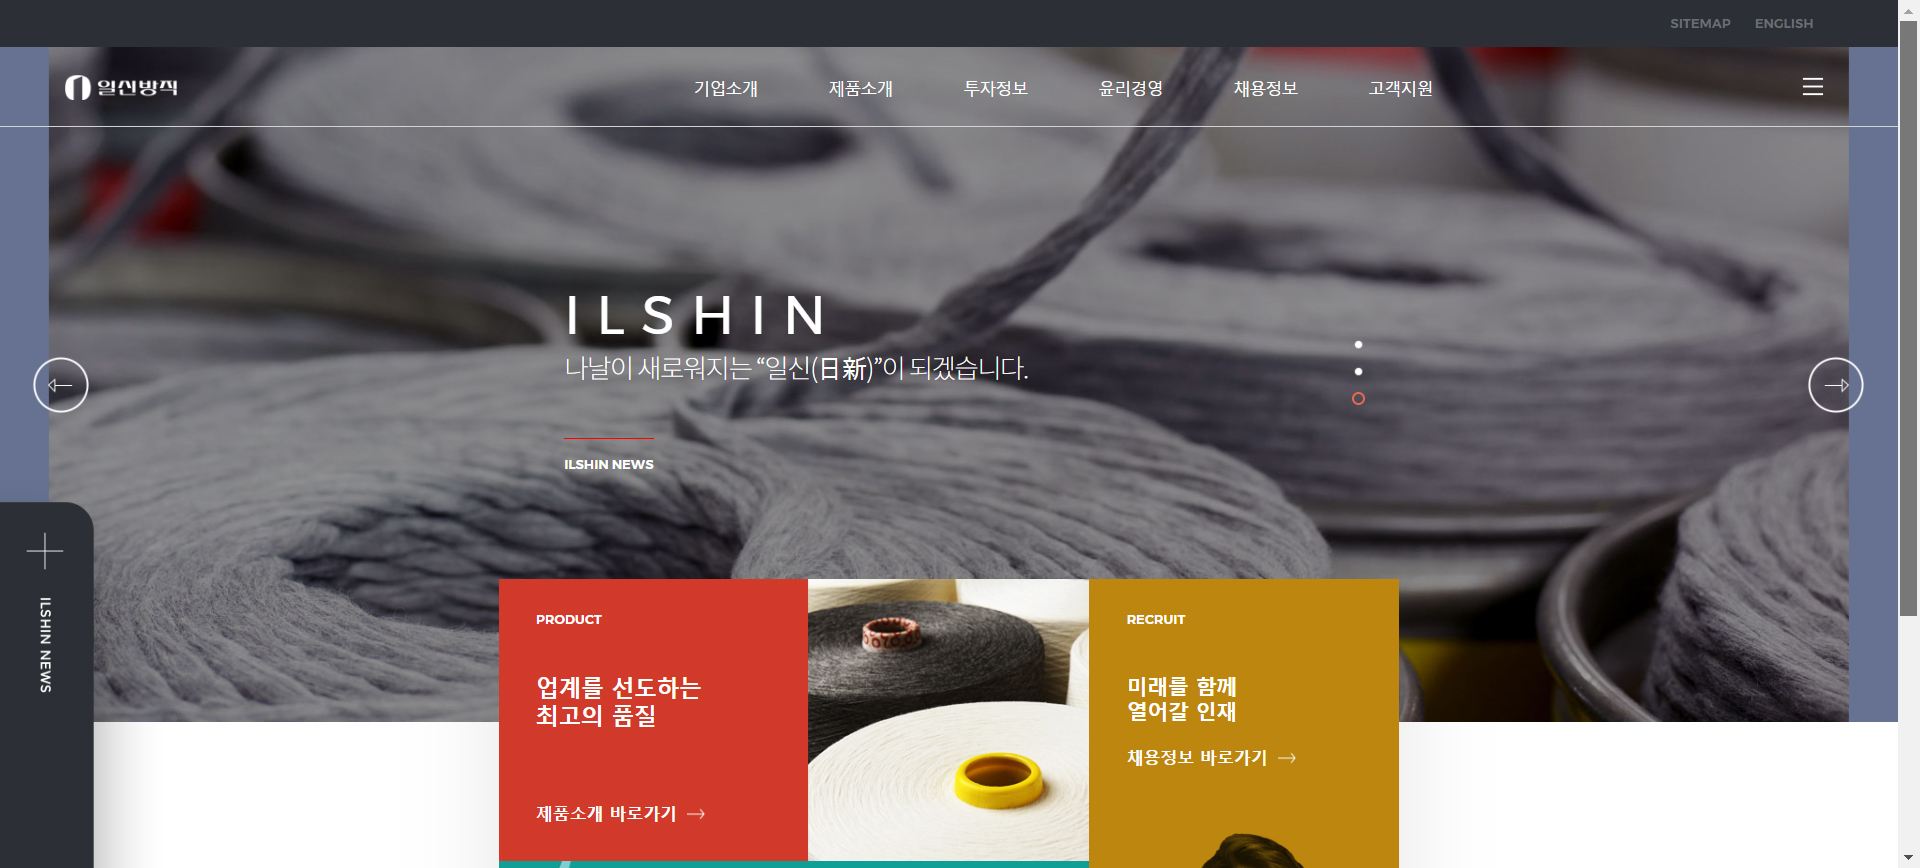 SITEMAP ENGLISH
일신방직
기업소개 제품소개 투자정보 윤리경영 채용정보 고객지원
ILSHIN
나날이 새로워지는 “일신(日新)”이 되겠습니다.
ILSHIN NEWS
ILSHIN NEWS
PRODUCT
업계를 선도하는
최고의 품질
제품소개 바로가기
RECRUIT
미래를 함께
열어갈 인재
채용정보 바로가기